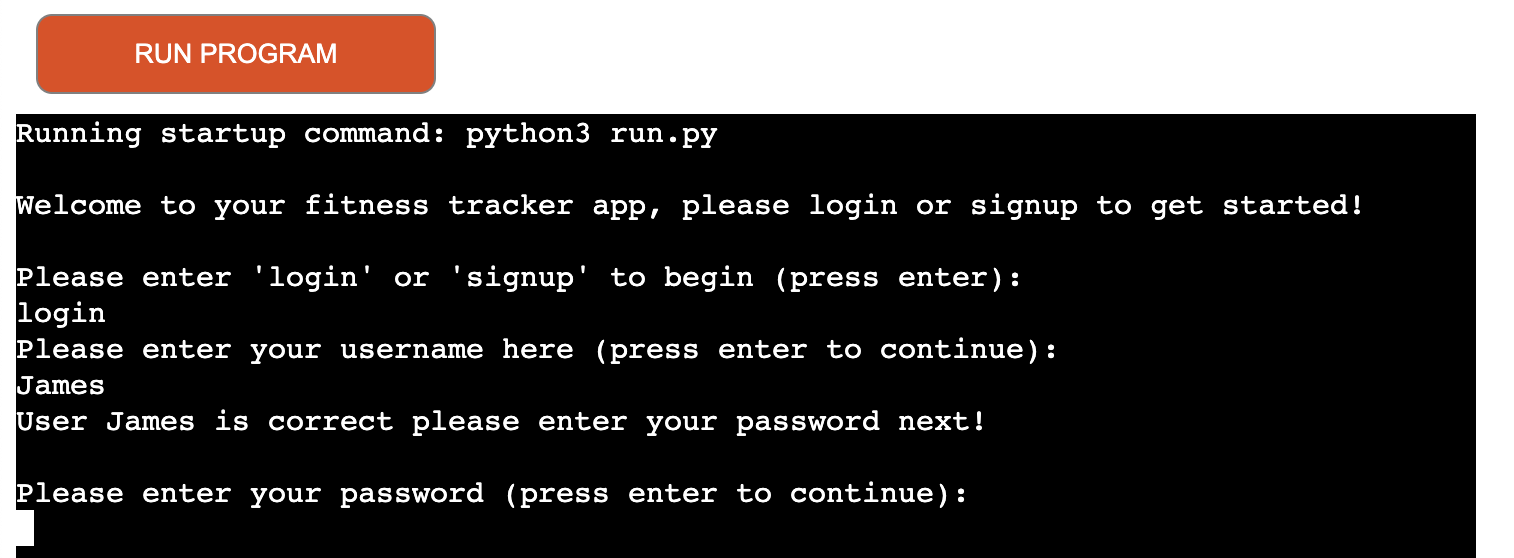 RUN PROGRAM
Running startup command: python3 run.py
Welcome to your fitness tracker app, please login or signup to get started!
Please enter 'login' or 'signup' to begin (press enter):
login
Please enter your username here (press enter to continue):
James
User James is correct please enter your password next!
Please enter your password (press enter to continue):